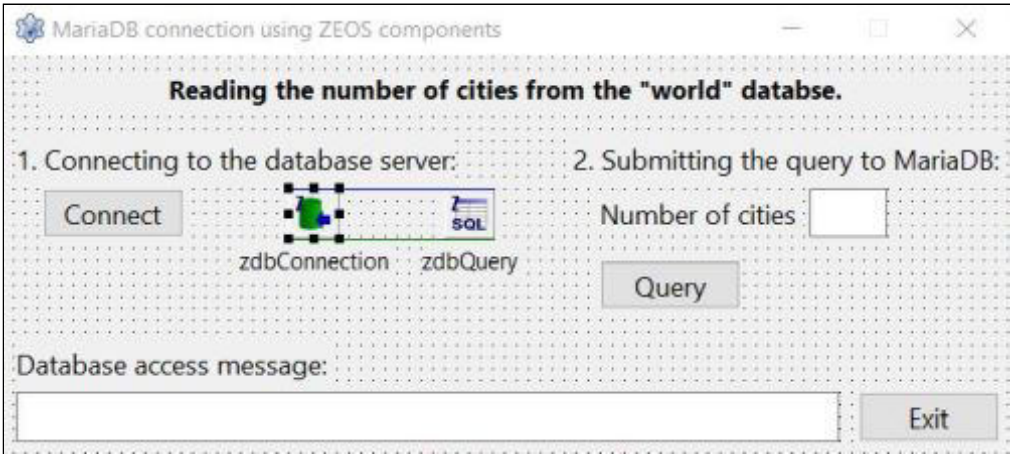 MariaDB connection using ZEOS components
Reading the number of cities from the "world" databse.
1. Connecting to the database server:
2. Submitting the query to MariaDB:
Connect
Z
Z
SQL
Number of cities
zdbConnection
zdbQuery
Query
Database access message:
Exit